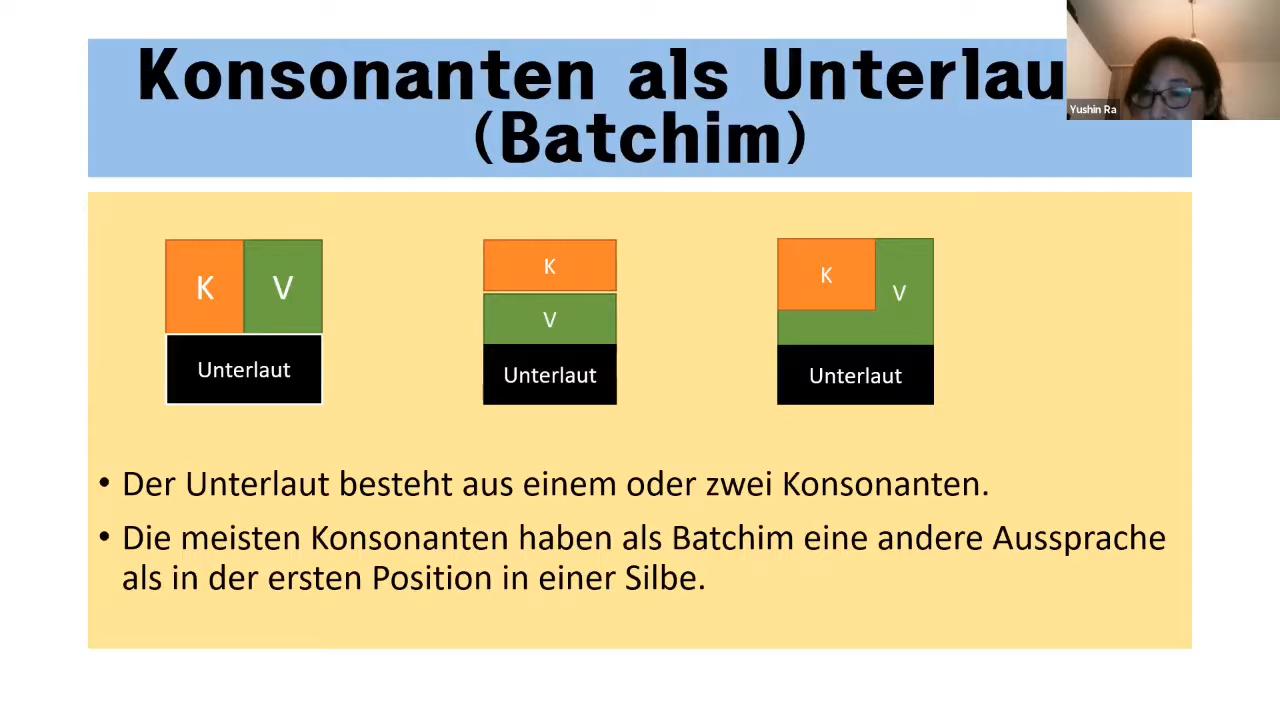 Konsonanten als Unterlau
(Batchim)
Yushin Ra
K V
Unterlaut
K
V
Unterlaut
K
V
Unterlaut
• Der Unterlaut besteht aus einem oder zwei Konsonanten.
• Die meisten Konsonanten haben als Batchim eine andere Aussprache
als in der ersten Position in einer Silbe.